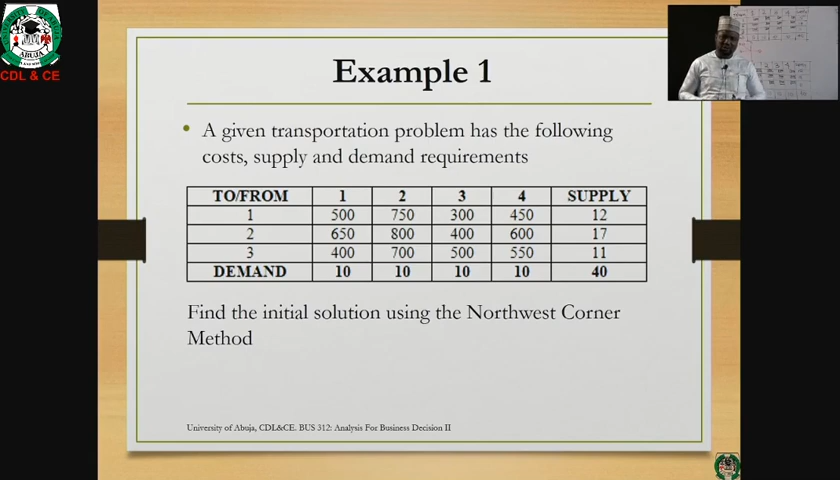 ABUJA
CDL & CE
Example 1
• A given transportation problem has the following
costs, supply and demand requirements
TO/FROM 1 2 3 4 SUPPLY
1 500 750 300 450 12
2 650 800 400 600 17
3 400 700 500 550 11
DEMAND 10 10 10 10 40
Find the initial solution using the Northwest Corner
Method
University of Abuja, CDL&CE. BUS 312: Analysis For Business Decision II